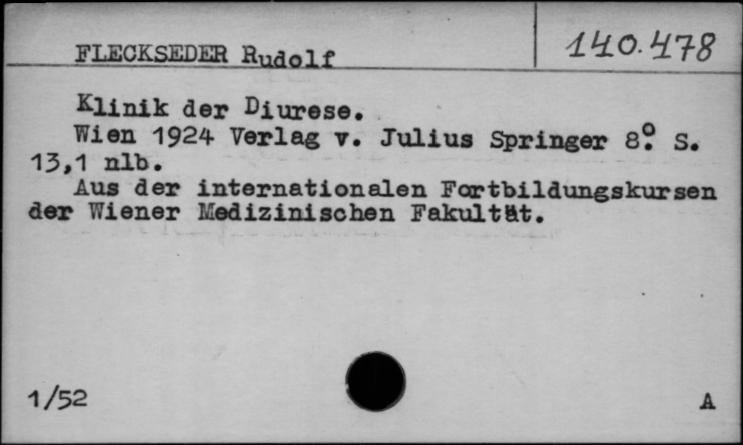 FLECKSEDER Rudolf
140.478
Klinik der Diurese.
Wien 1924 Verlag v. Julius Springer 8º. S.
13,1 nlb.
Aus der internationalen Fortbildungskursen
der Wiener Medizinischen Fakultät.
1/52
A